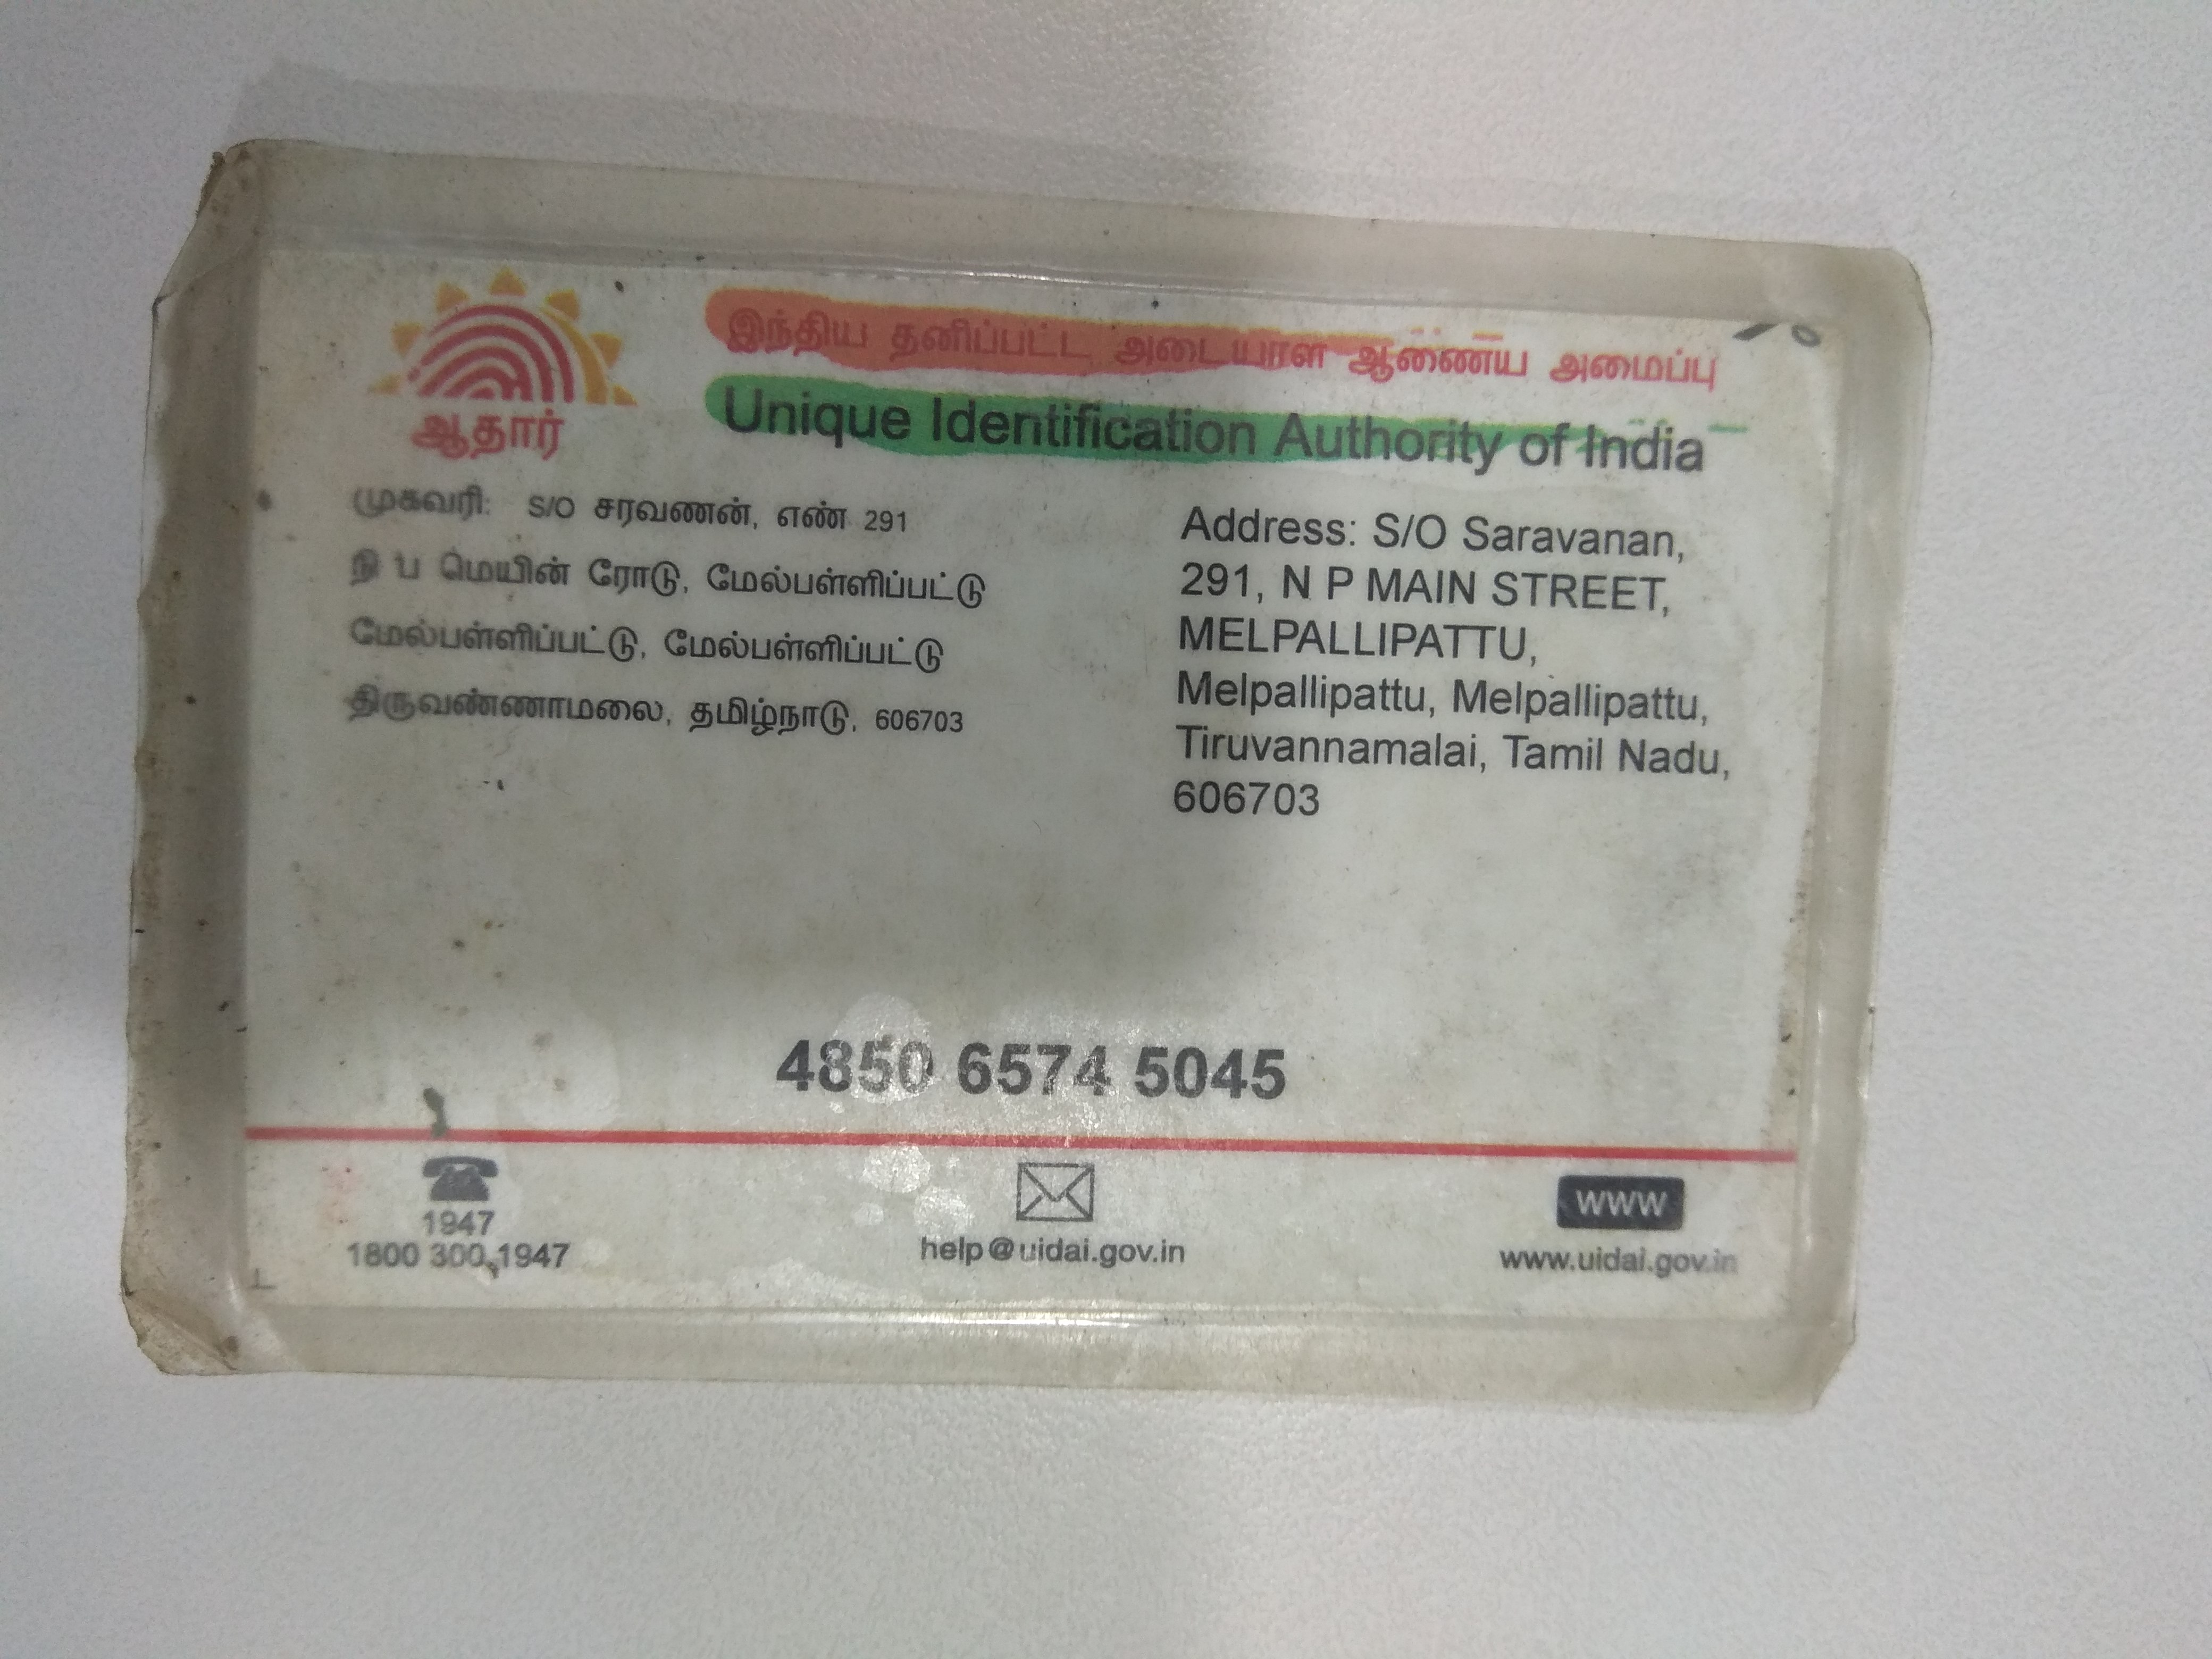 ஆதார்
இந்திய தனிப்பட்ட அடையாள ஆணைய அமைப்பு
Unique Identification Authority of India
முகவரி: S/O சரவணன், எண் 291
நி ப மெயின் ரோடு, மேல்பள்ளிப்பட்டு
மேல்பள்ளிப்பட்டு, மேல்பள்ளிப்பட்டு
திருவண்ணாமலை, தமிழ்நாடு, 606703
Address: S/O Saravanan,
291, N P MAIN STREET,
MELPALLIPATTU,
Melpallipattu, Melpallipattu,
Tiruvannamalai, Tamil Nadu,
606703
4850 6574 5045
1947
1800 300 1947
help@uidai.gov.in
WWW
www.uidai.gov.in